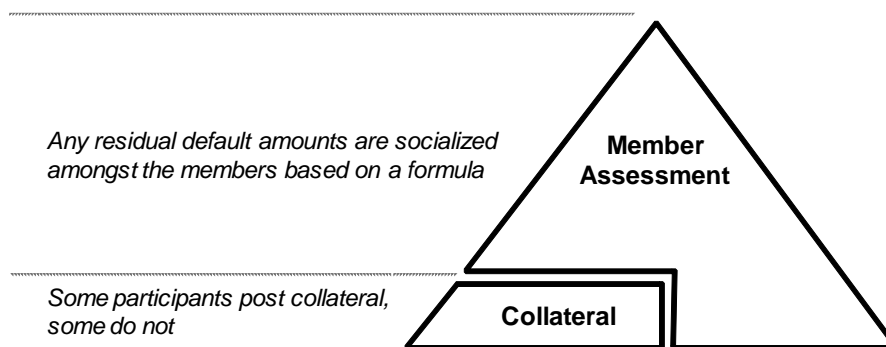 Any residual default amounts are socialized
amongst the members based on a formula
Member
Assessment
Some participants post collateral,
some do not
Collateral